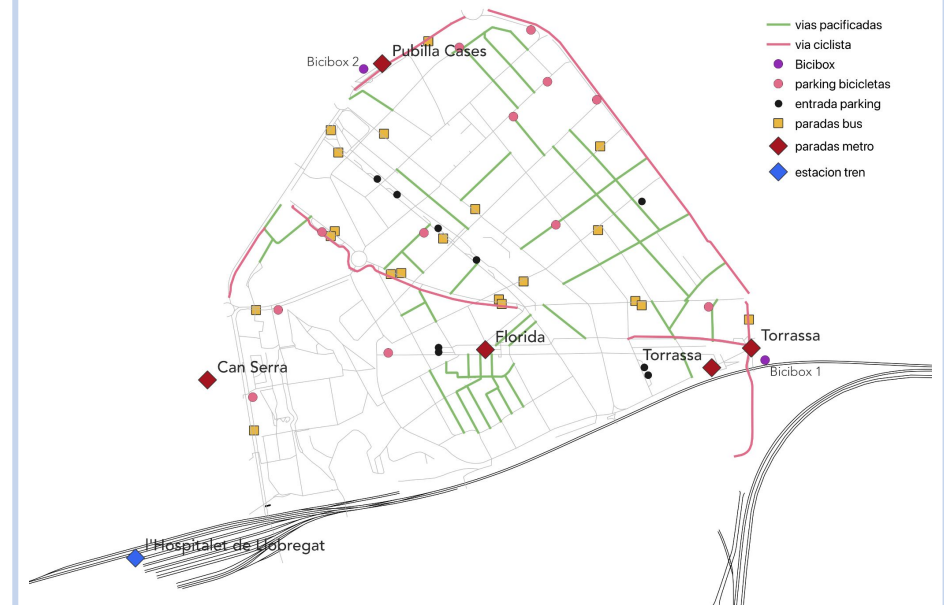 vias pacificadas
via ciclista
Bicibox
parking bicicletas
entrada parking
paradas bus
paradas metro
estacion tren
Pubilla Cases
Bicibox 2
Florida
Torrassa
Torrassa
Bicibox 1
Can Serra
l'Hospitalet de Llobregat